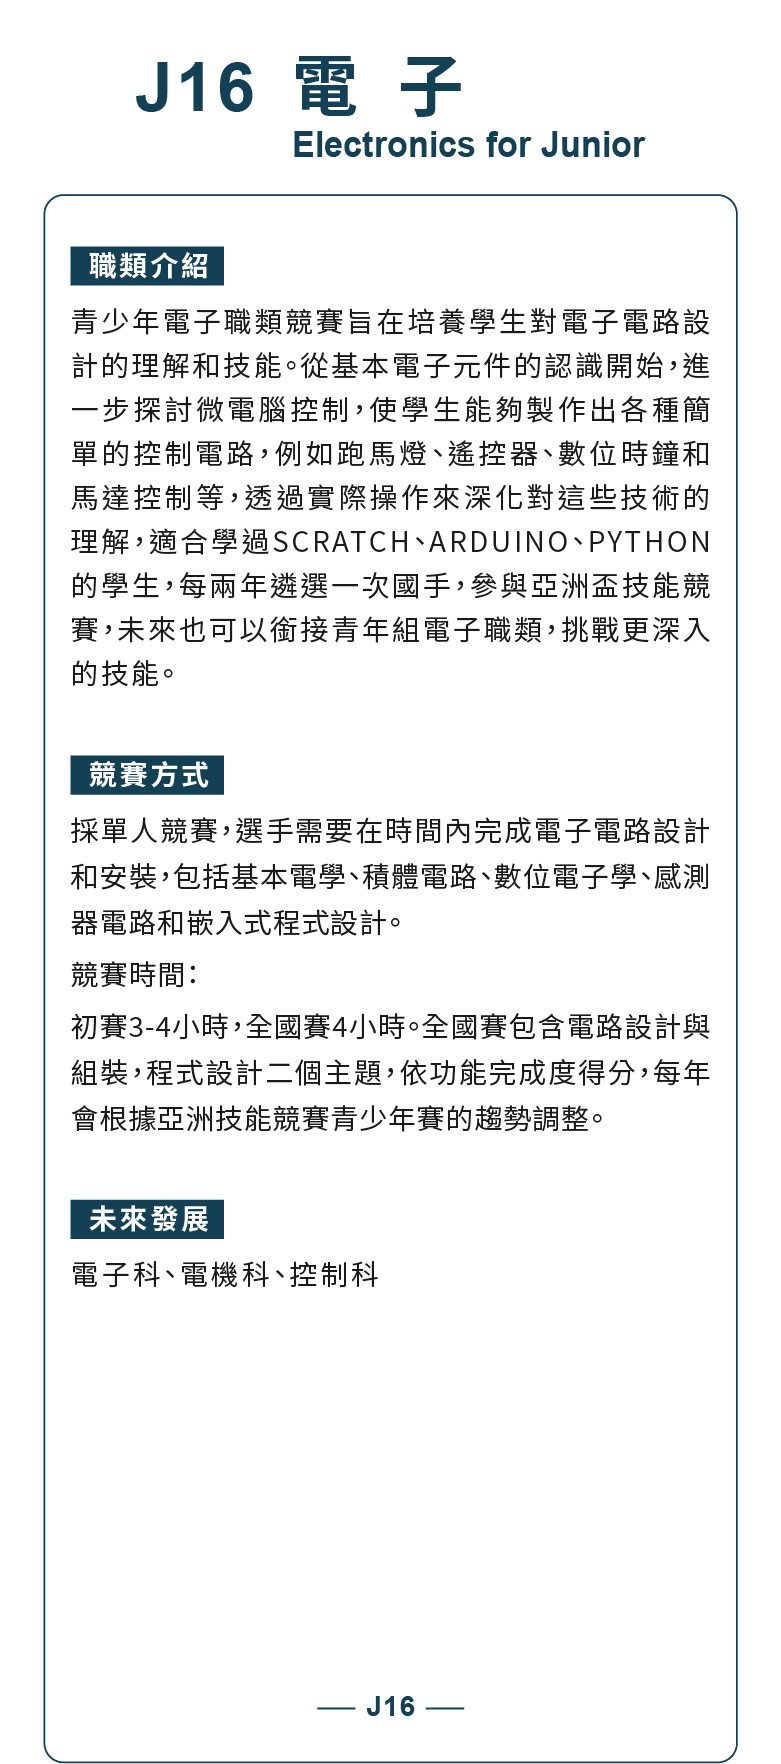 J16 電 子
Electronics for Junior
職類介紹
青少年電子職類競賽旨在培養學生對電子電路設
計的理解和技能。從基本電子元件的認識開始，進
一步探討微電腦控制，使學生能夠製作出各種簡
單的控制電路，例如跑馬燈、遙控器、數位時鐘和
馬達控制等，透過實際操作來深化對這些技術的
理解，適合學過SCRATCH、ARDUINO、PYTHON
的學生，每兩年遴選一次國手，參與亞洲盃技能競
賽，未來也可以銜接青年組電子職類，挑戰更深入
的技能。
競賽方式
採單人競賽，選手需要在時間內完成電子電路設計
和安裝，包括基本電學、積體電路、數位電子學、感測
器電路和嵌入式程式設計。
競賽時間：
初賽3-4小時，全國賽4小時。全國賽包含電路設計與
組裝，程式設計二個主題，依功能完成度得分，每年
會根據亞洲技能競賽青少年賽的趨勢調整。
未來發展
電子科、電機科、控制科
J16